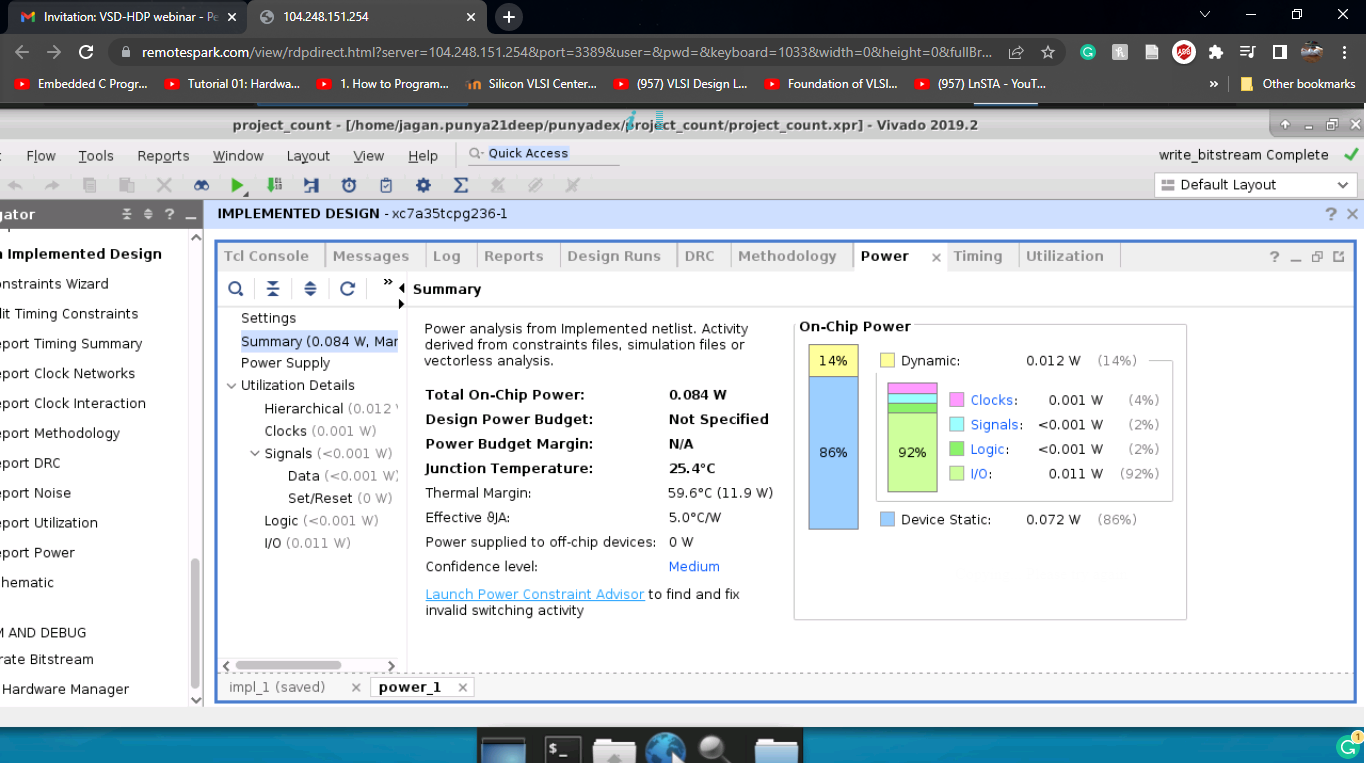 Invitation: VSD-HDP webinar - Pe
104.248.151.254
remotespark.com/view/rdpdirect.html?server=104.248.151.254&port=3389&user=&pwd=&keyboard=1033&width=0&height=0&fullBr...
Embedded C Progr...
Tutorial 01: Hardwa...
1. How to Program...
Silicon VLSI Center...
(957) VLSI Design L...
Foundation of VLSI...
(957) LnSTA - YouT...
»
Other bookmarks
project_count - [/home/jagan.punya21deep/punyadex/project_count/project_count.xpr] - Vivado 2019.2
Flow Tools Reports Window Layout View Help
Quick Access
write_bitstream Complete
Default Layout
gator
IMPLEMENTED DESIGN - xc7a35tcpg236-1
n Implemented Design
onstraints Wizard
dit Timing Constraints
eport Timing Summary
eport Clock Networks
eport Clock Interaction
eport Methodology
eport DRC
eport Noise
eport Utilization
eport Power
hematic
M AND DEBUG
rate Bitstream
Hardware Manager
Tcl Console Messages Log Reports Design Runs DRC Methodology Power Timing Utilization
Settings
Summary (0.084 W, Mar
Power Supply
Utilization Details
Hierarchical (0.012
Clocks (0.001 W)
Signals (<0.001 W)
Data (<0.001 W)
Set/Reset (0 W)
Logic (<0.001 W)
I/O (0.011 W)
Summary
Power analysis from Implemented netlist. Activity
derived from constraints files, simulation files or
vectorless analysis.
Total On-Chip Power: 0.084 W
Design Power Budget: Not Specified
Power Budget Margin: N/A
Junction Temperature: 25.4°C
Thermal Margin: 59.6°C (11.9 W)
Effective ϑJA: 5.0°C/W
Power supplied to off-chip devices: 0 W
Confidence level: Medium
Launch Power Constraint Advisor to find and fix
invalid switching activity
On-Chip Power
14%
86%
Dynamic: 0.012 W (14%)
92%
Clocks: 0.001 W (4%)
Signals: <0.001 W (2%)
Logic: <0.001 W (2%)
I/O: 0.011 W (92%)
Device Static: 0.072 W (86%)
impl_1 (saved)
power_1
$_
1